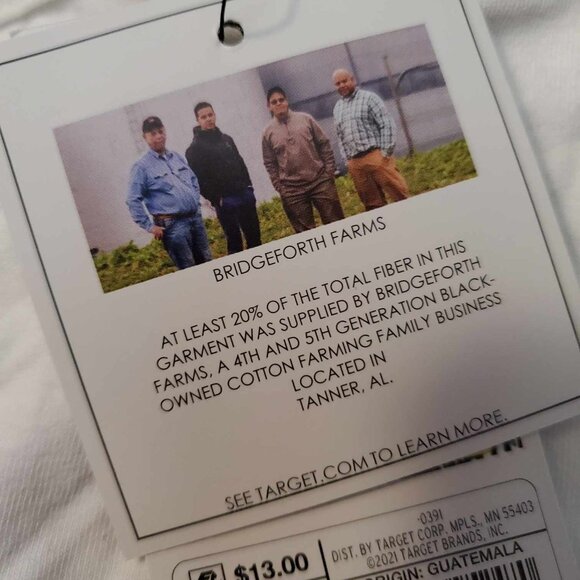 BRIDGEFORTH FARMS
AT LEAST 20% OF THE TOTAL FIBER IN THIS
GARMENT WAS SUPPLIED BY BRIDGEFORTH
FARMS, A 4TH AND 5TH GENERATION BLACK-
OWNED COTTON FARMING FAMILY BUSINESS
LOCATED IN
TANNER, AL.
SEE TARGET.COM TO LEARN MORE.
$13.00
0391
DIST. BY TARGET CORP. MPLS., MN 55403
©2021 TARGET BRANDS, INC.
ORIGIN: GUATEMALA